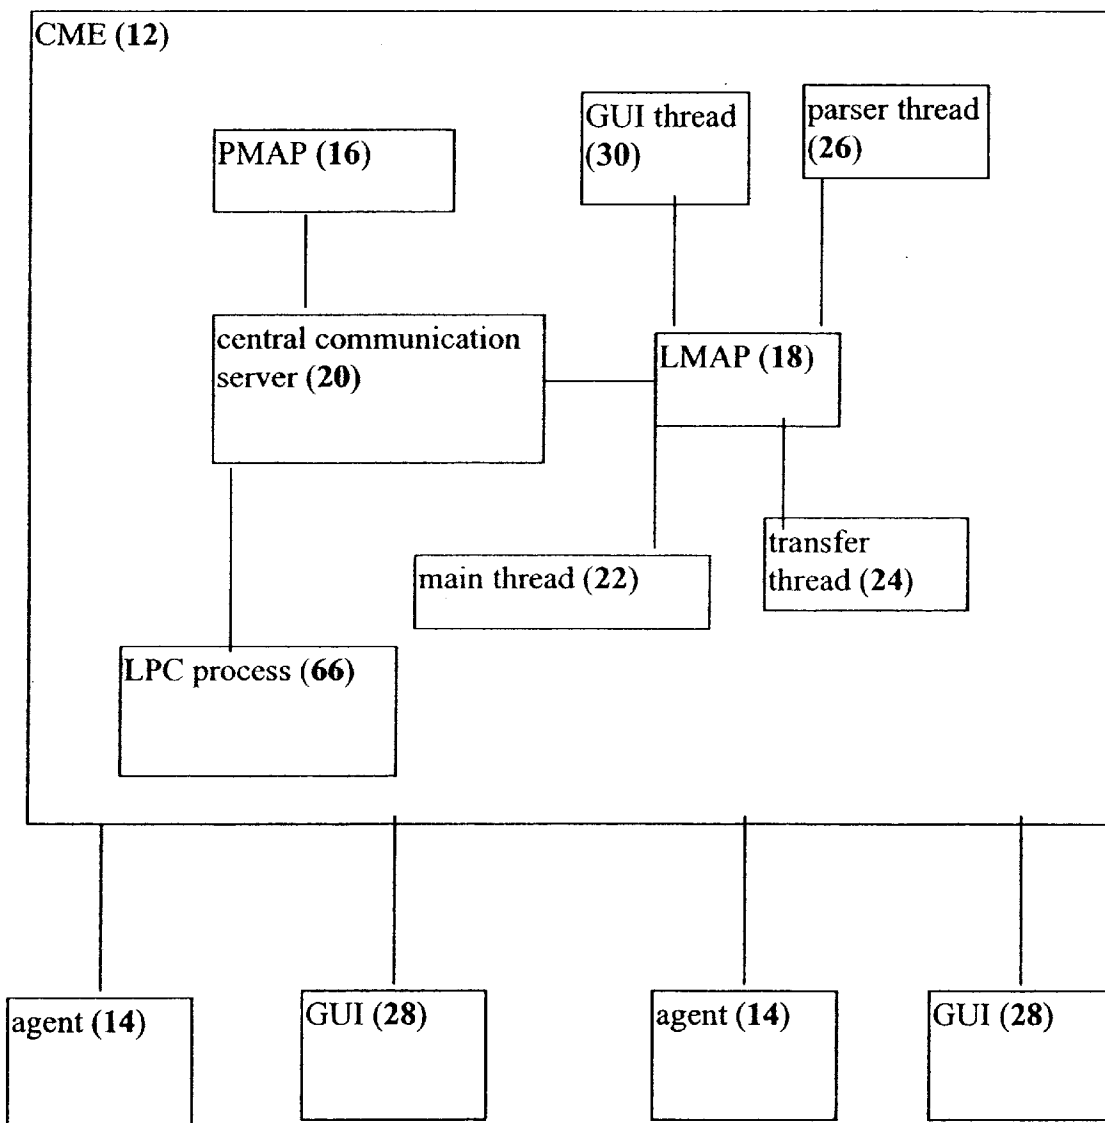 CME (12)
GUI thread
(30)
parser thread
(26)
PMAP (16)
central communication
server (20)
LMAP (18)
transfer
thread (24)
main thread (22)
LPC process (66)
agent (14)
GUI (28)
agent (14)
GUI (28)